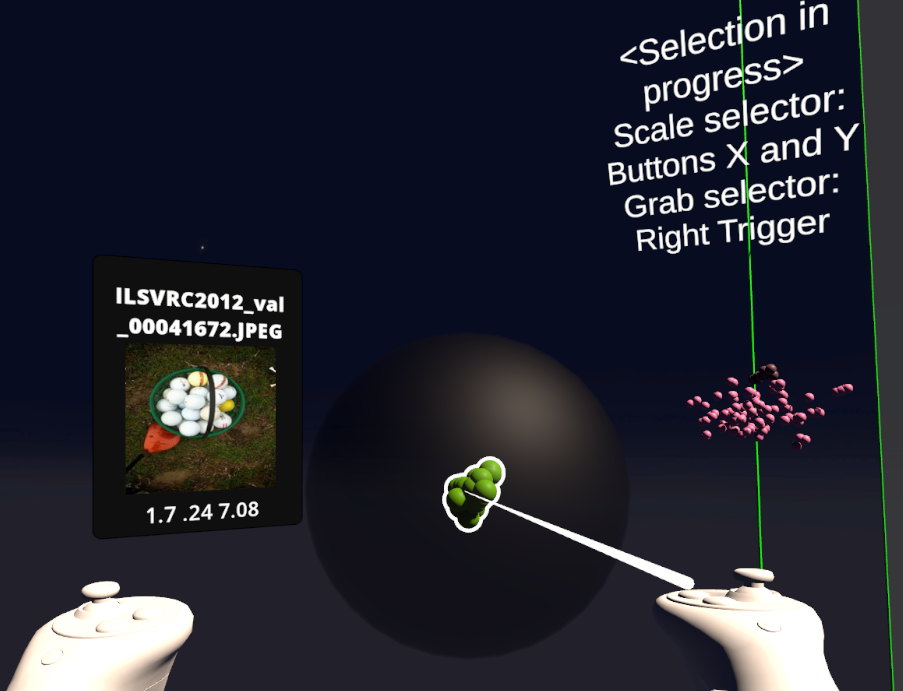 <Selection in
progress>
Scale selector:
Buttons X and Y
Grab selector:
Right Trigger
ILSVRC2012_val
_00041672.JPEG
1.7 .24 7.08